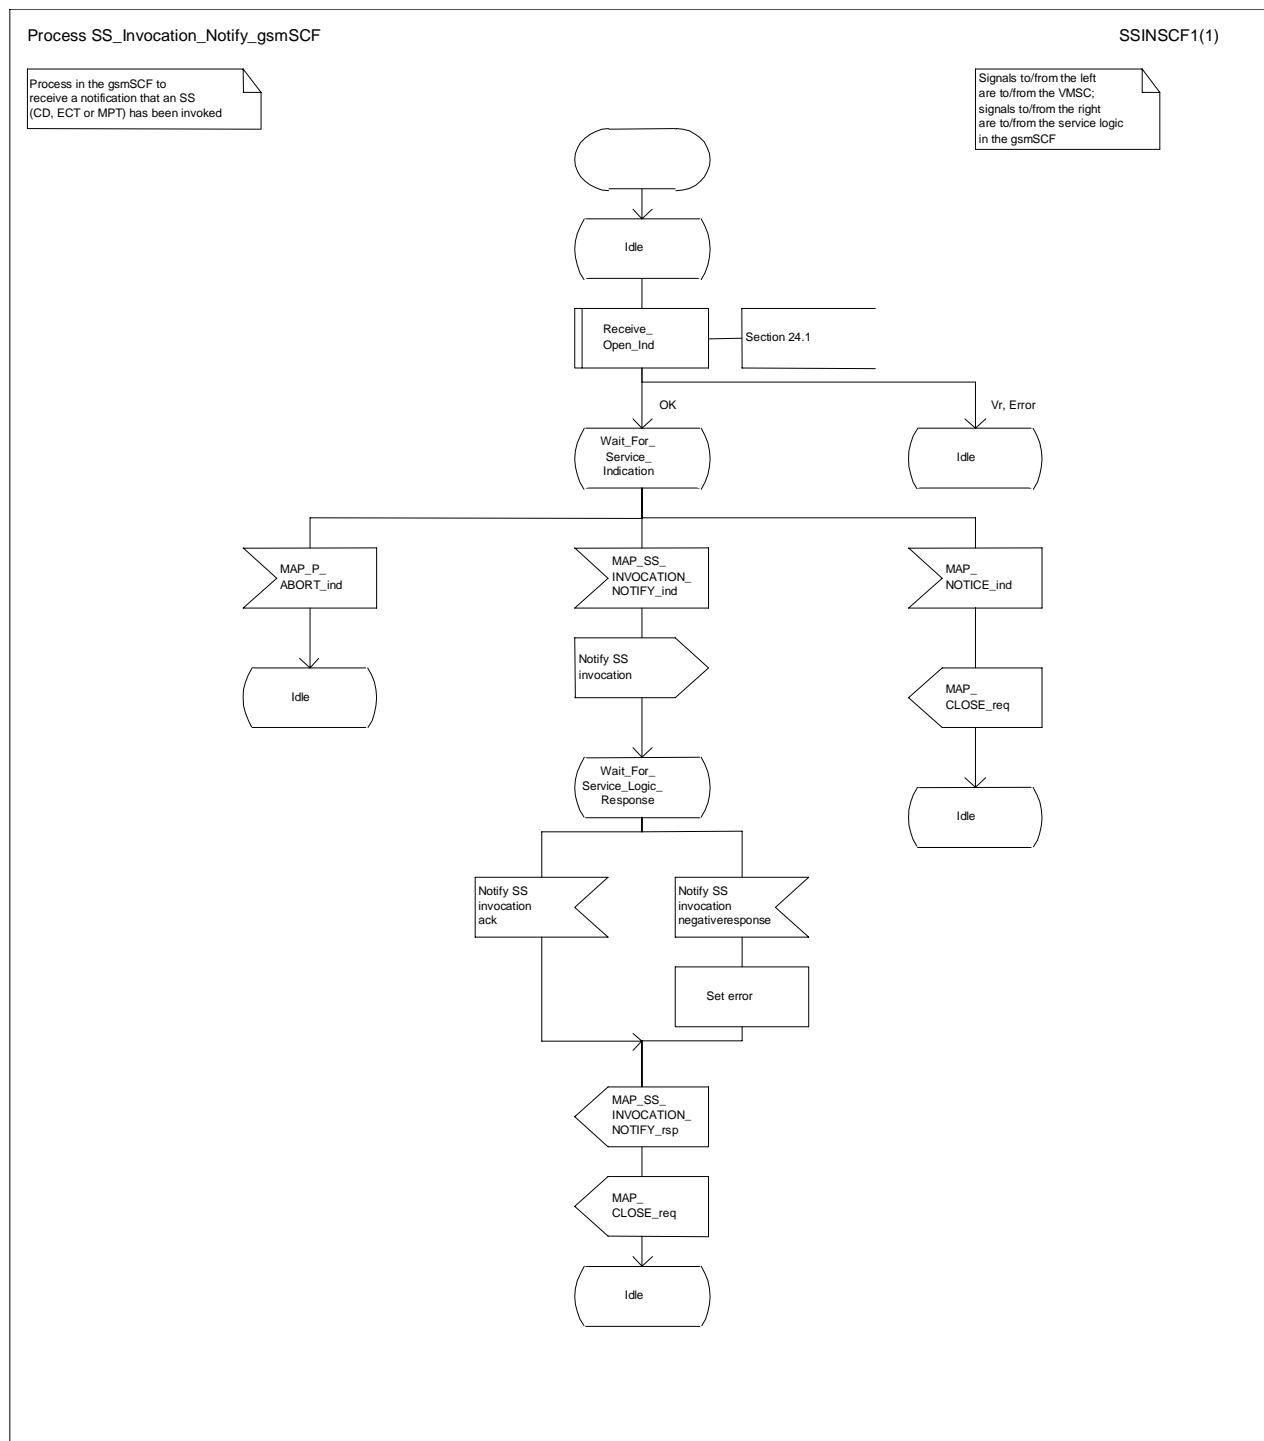 Process SS_Invocation_Notify_gsmSCF
SSINSCF1(1)
Process in the gsmSCF to
receive a notification that an SS
(CD, ECT or MPT) has been invoked
Signals to/from the left
are to/from the VMSC;
signals to/from the right
are to/from the service logic
in the gsmSCF
Idle
Receive_
Open_Ind
Section 24.1
OK
Vr, Error
Wait_For_
Service_
Indication
Idle
MAP_P_
ABORT_ind
MAP_SS_
INVOCATION_
NOTIFY_ind
MAP_
NOTICE_ind
Notify SS
invocation
Idle
MAP_
CLOSE_req
Wait_For_
Service_Logic_
Response
Idle
Notify SS
invocation
ack
Notify SS
invocation
negativeresponse
Set error
MAP_SS_
INVOCATION_
NOTIFY_rsp
MAP_
CLOSE_req
Idle